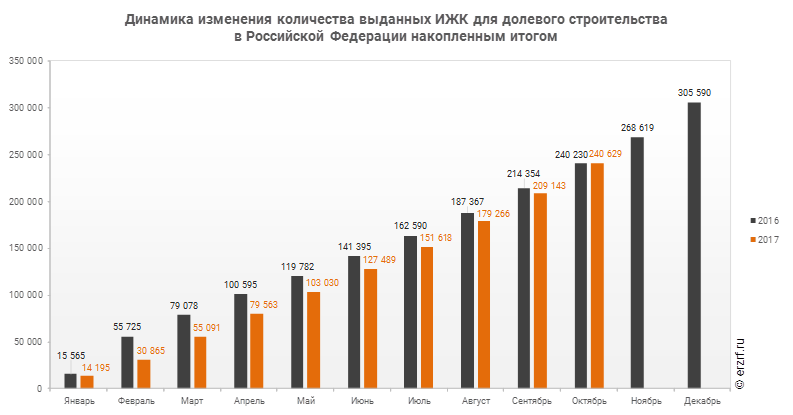 Динамика изменения количества выданных ИЖК для долевого строительства
в Российской Федерации накопленным итогом
350 000
300 000
250 000
200 000
150 000
100 000
50 000
0
15 565
14 195
55 725
30 865
79 078
55 091
100 595
79 563
119 782
103 030
141 395
127 489
162 590
151 618
187 367
179 266
214 354
209 143
240 230
240 629
268 619
305 590
Январь
Февраль
Март
Апрель
Май
Июнь
Июль
Август
Сентябрь
Октябрь
Ноябрь
Декабрь
2016
2017
© erzrf.ru